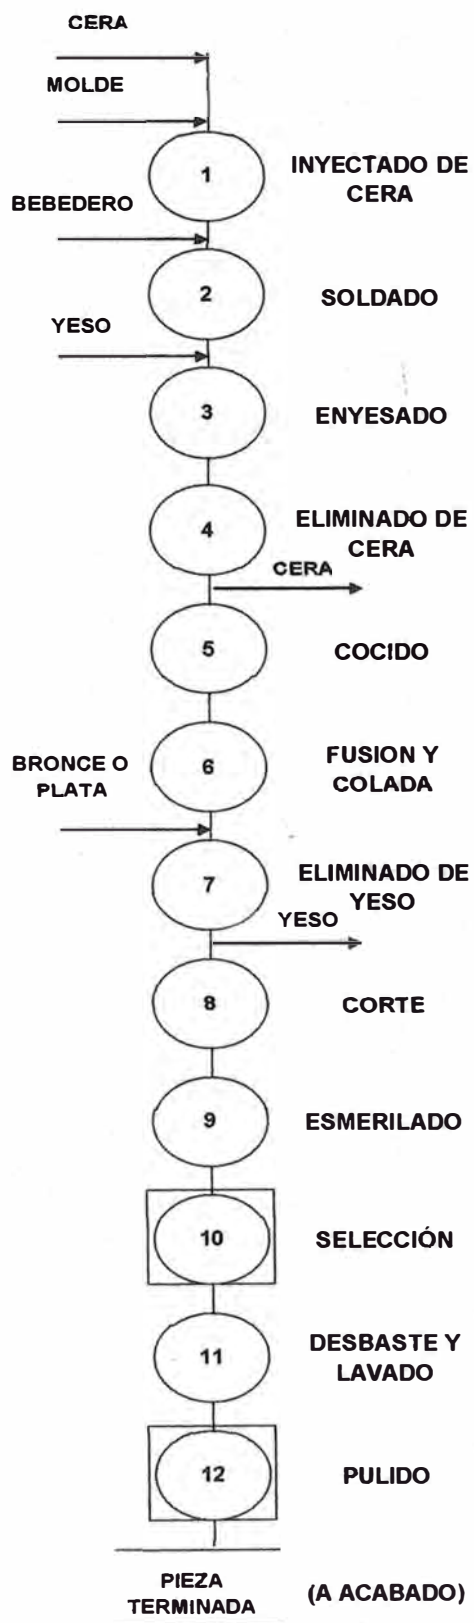 CERA
MOLDE
1
INYECTADO DE
CERA
BEBEDERO
2
SOLDADO
YESO
3
ENYESADO
4
ELIMINADO DE
CERA
CERA
5
COCIDO
6
FUSION Y
COLADA
BRONCE O
PLATA
7
ELIMINADO DE
YESO
YESO
8
CORTE
9
ESMERILADO
10
SELECCIÓN
11
DESBASTE Y
LAVADO
12
PULIDO
PIEZA
TERMINADA
(A ACABADO)